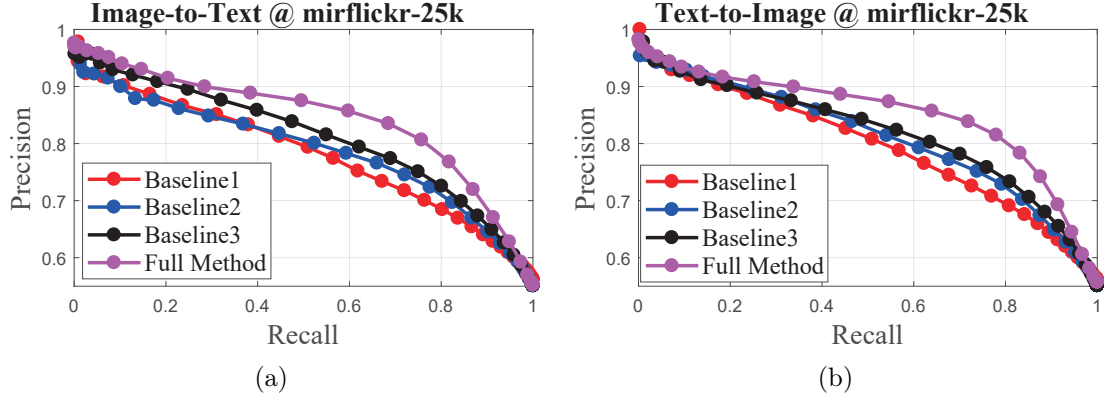 Image-to-Text @ mirflickr-25k
1
0.9
0.8
0.7
0.6
Precision
Baseline1
Baseline2
Baseline3
Full Method
0
0.2
0.4
0.6
0.8
1
Recall
(a)
Text-to-Image @ mirflickr-25k
1
0.9
0.8
0.7
0.6
Precision
Baseline1
Baseline2
Baseline3
Full Method
0
0.2
0.4
0.6
0.8
1
Recall
(b)